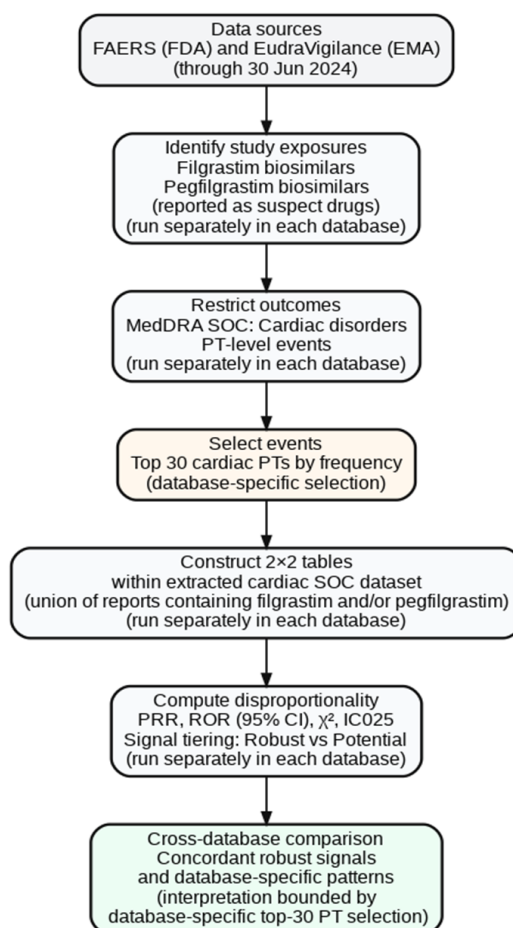 Data sources
FAERS (FDA) and EudraVigilance (EMA)
(through 30 Jun 2024)
Identify study exposures
Filgrastim biosimilars
Pegfilgrastim biosimilars
(reported as suspect drugs)
(run separately in each database)
Restrict outcomes
MedDRA SOC: Cardiac disorders
PT-level events
(run separately in each database)
Select events
Top 30 cardiac PTs by frequency
(database-specific selection)
Construct 2×2 tables
within extracted cardiac SOC dataset
(union of reports containing filgrastim and/or pegfilgrastim)
(run separately in each database)
Compute disproportionality
PRR, ROR (95% CI), χ², IC025
Signal tiering: Robust vs Potential
(run separately in each database)
Cross-database comparison
Concordant robust signals
and database-specific patterns
(interpretation bounded by
database-specific top-30 PT selection)